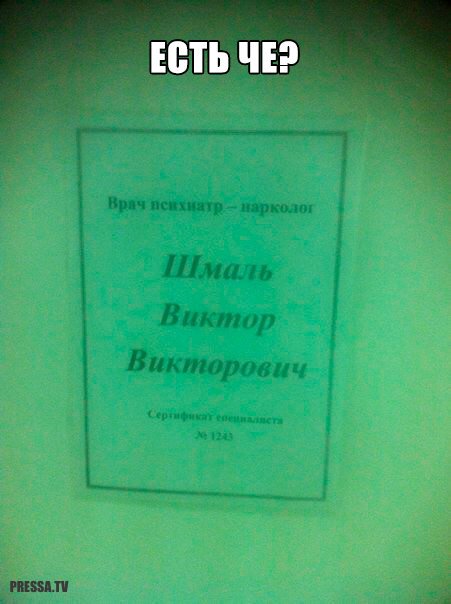 ЕСТЬ ЧЕ?
Врач психиатр – нарколог
Шмаль
Виктор
Викторович
Сертификат специалиста
№ 1243
PRESSA.TV